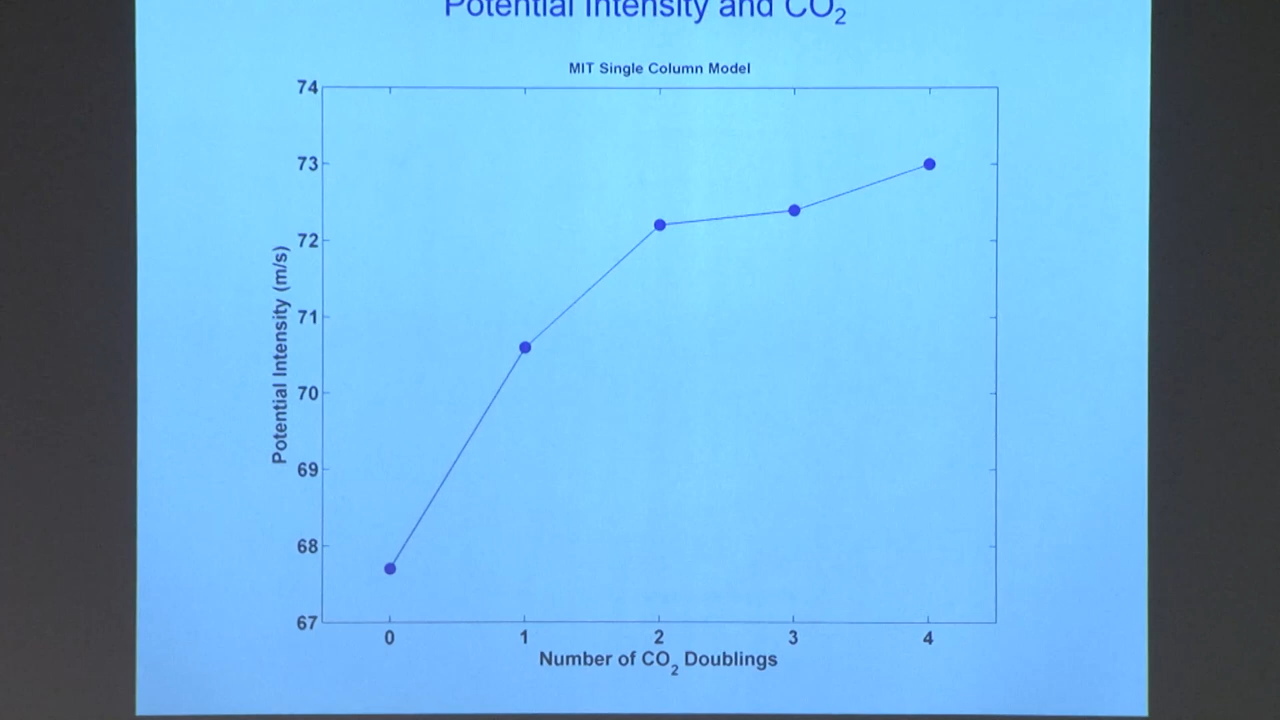 Potential Intensity and CO₂
MIT Single Column Model
74
73
72
71
70
69
68
67
Potential Intensity (m/s)
0 1 2 3 4
Number of CO₂ Doublings